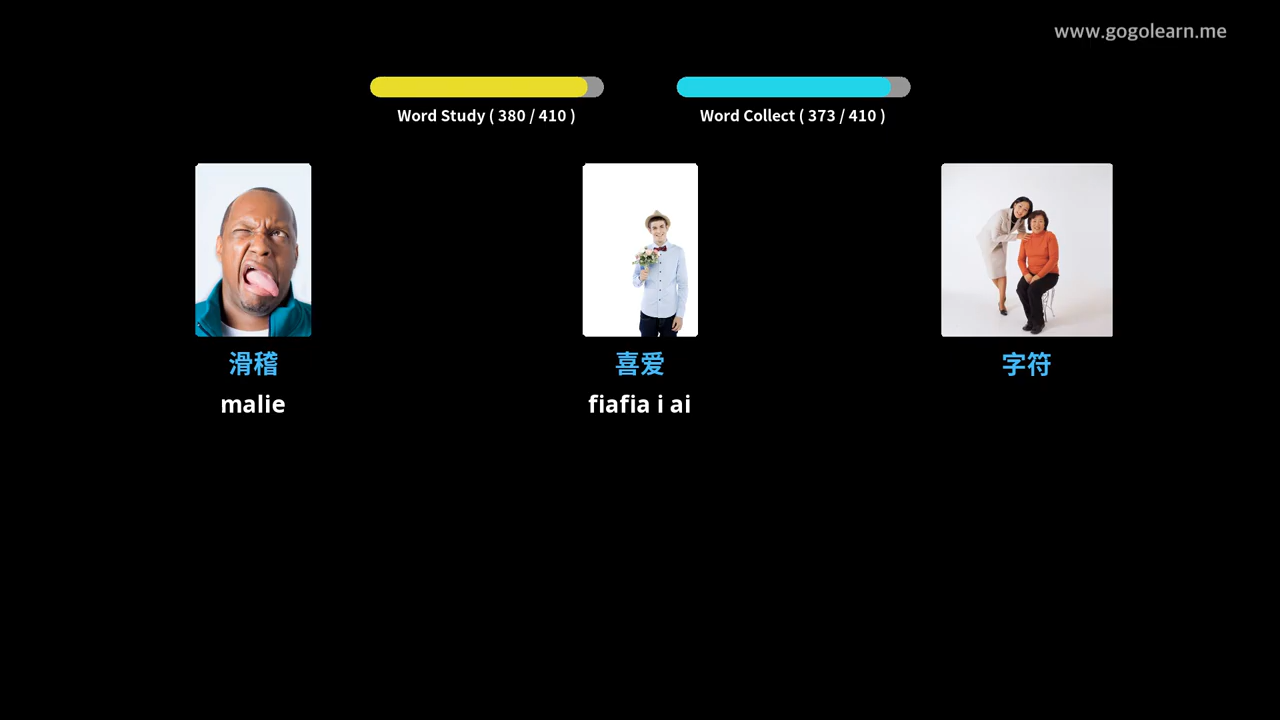 www.gogolearn.me
Word Study ( 380 / 410 )
Word Collect ( 373 / 410 )
滑稽
喜爱
字符
malie
fiafia i ai